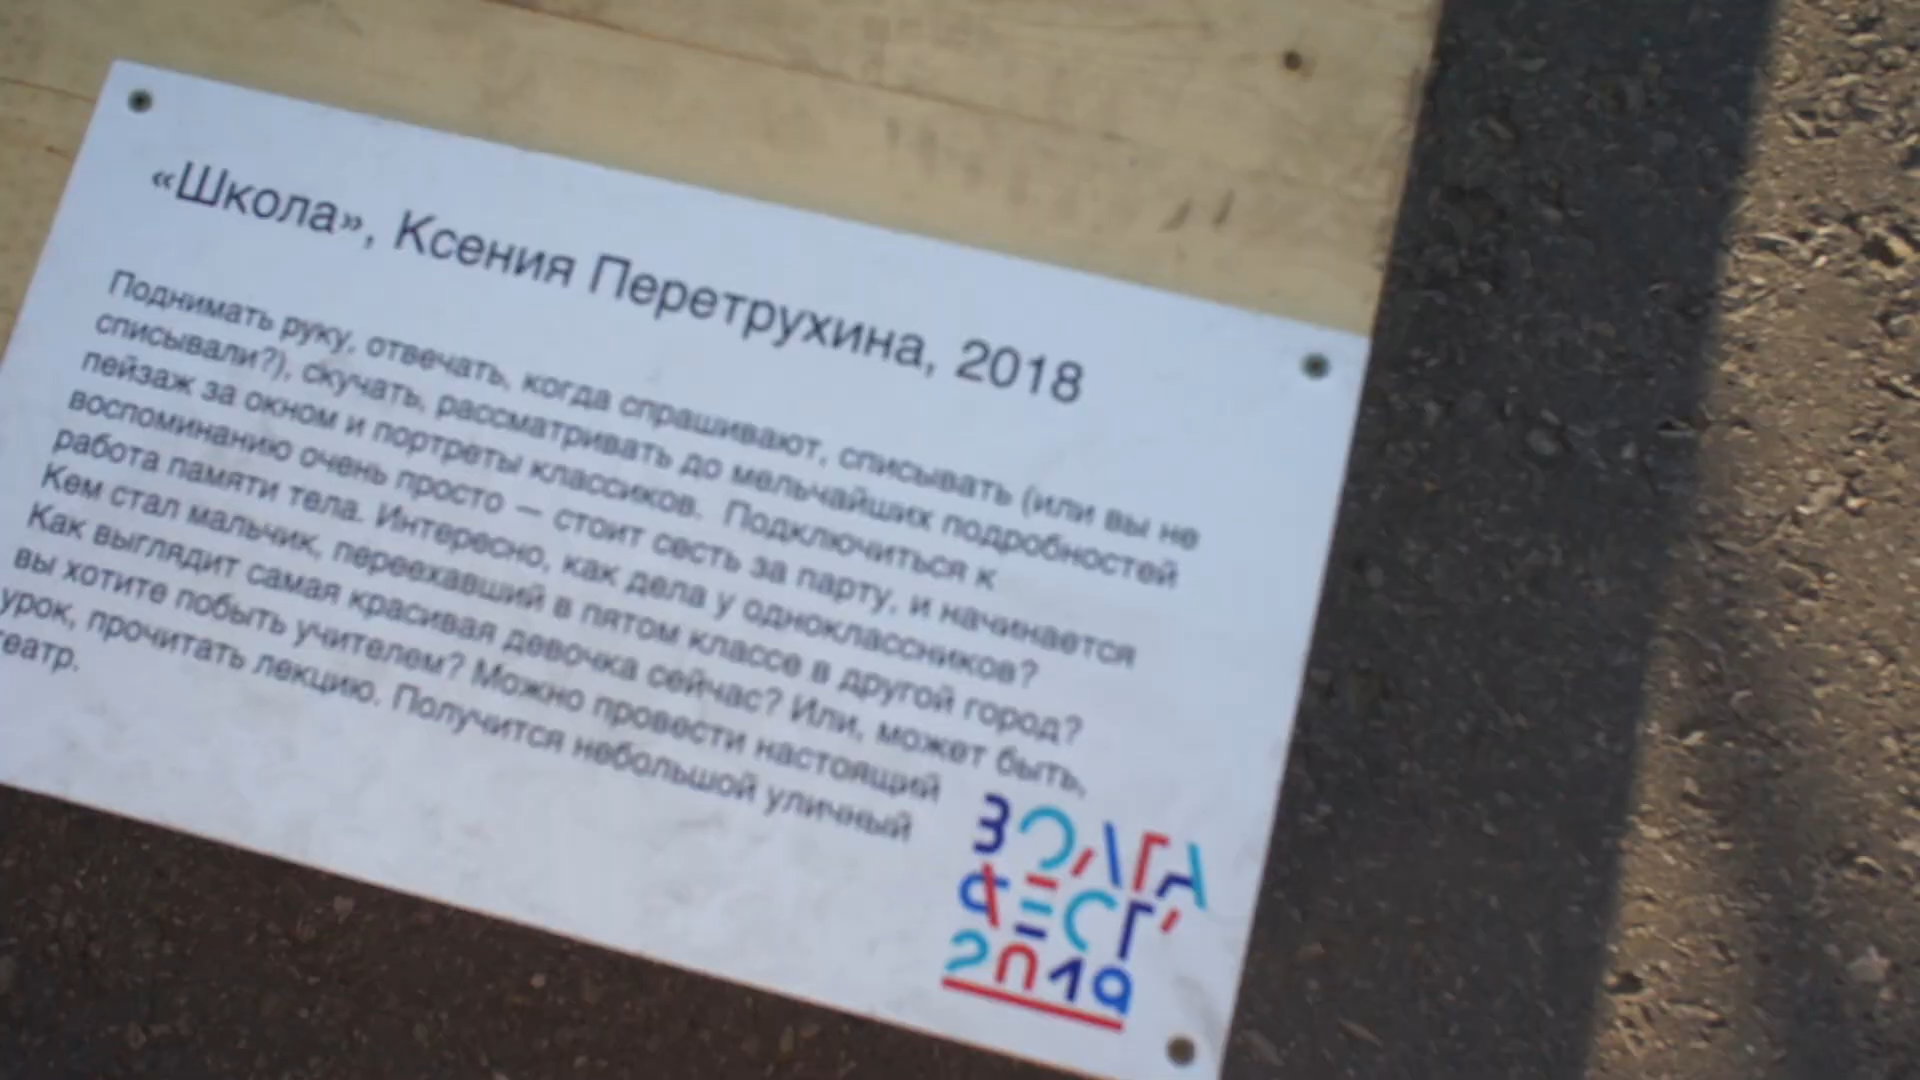 «Школа», Ксения Перетрухина, 2018
Поднимать руку, отвечать, когда спрашивают, списывать (или вы не
списывали?), скучать, рассматривать до мельчайших подробностей
пейзаж за окном и портреты классиков. Подключиться к
воспоминанию очень просто — стоит сесть за парту, и начинается
работа памяти тела. Интересно, как дела у одноклассников?
Кем стал мальчик, переехавший в пятом классе в другой город?
Как выглядит самая красивая девочка сейчас? Или, может быть,
вы хотите побыть учителем? Можно провести настоящий
урок, прочитать лекцию. Получится небольшой уличный
театр.
ВОЛГА
ФЕСТ'
2019